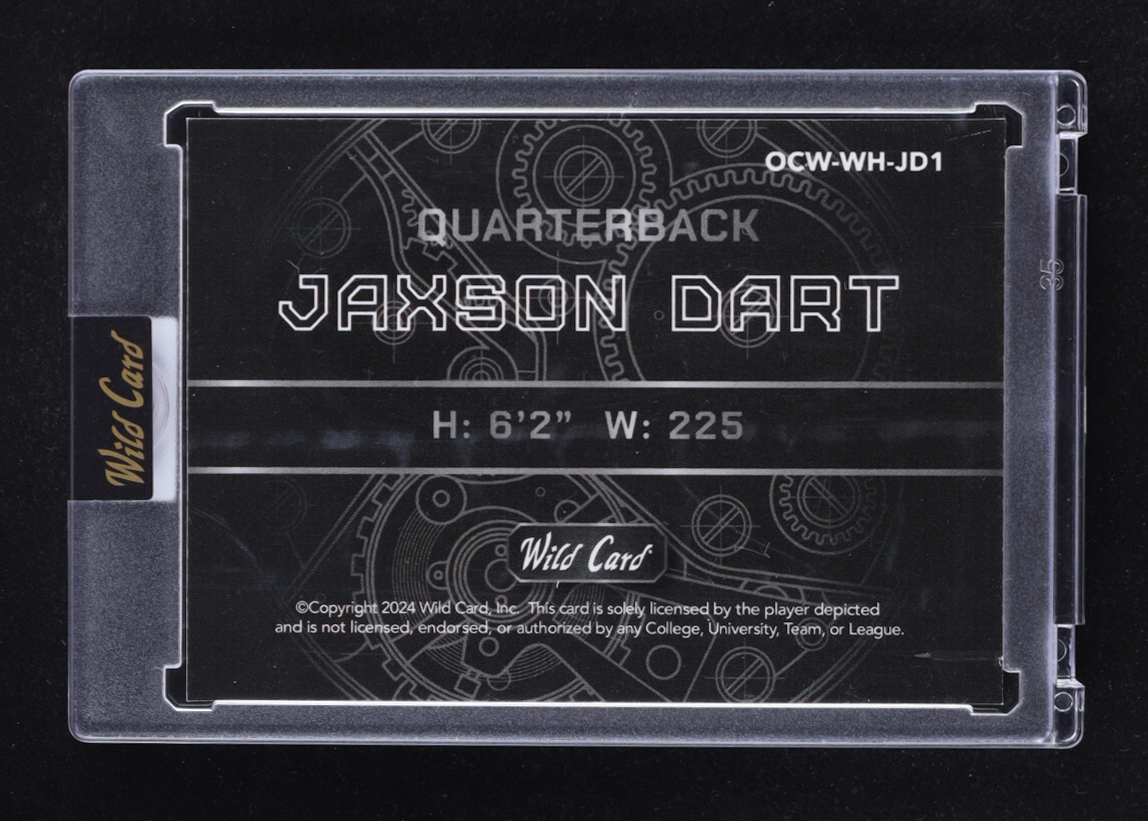 OCW-WH-JD1
QUARTERBACK
JAXSON DART
H: 6'2” W: 225
Wild Card
Wild Card
©Copyright 2024 Wild Card, Inc. This card is solely licensed by the player depicted
and is not licensed, endorsed, or authorized by any College, University, Team, or League.
35